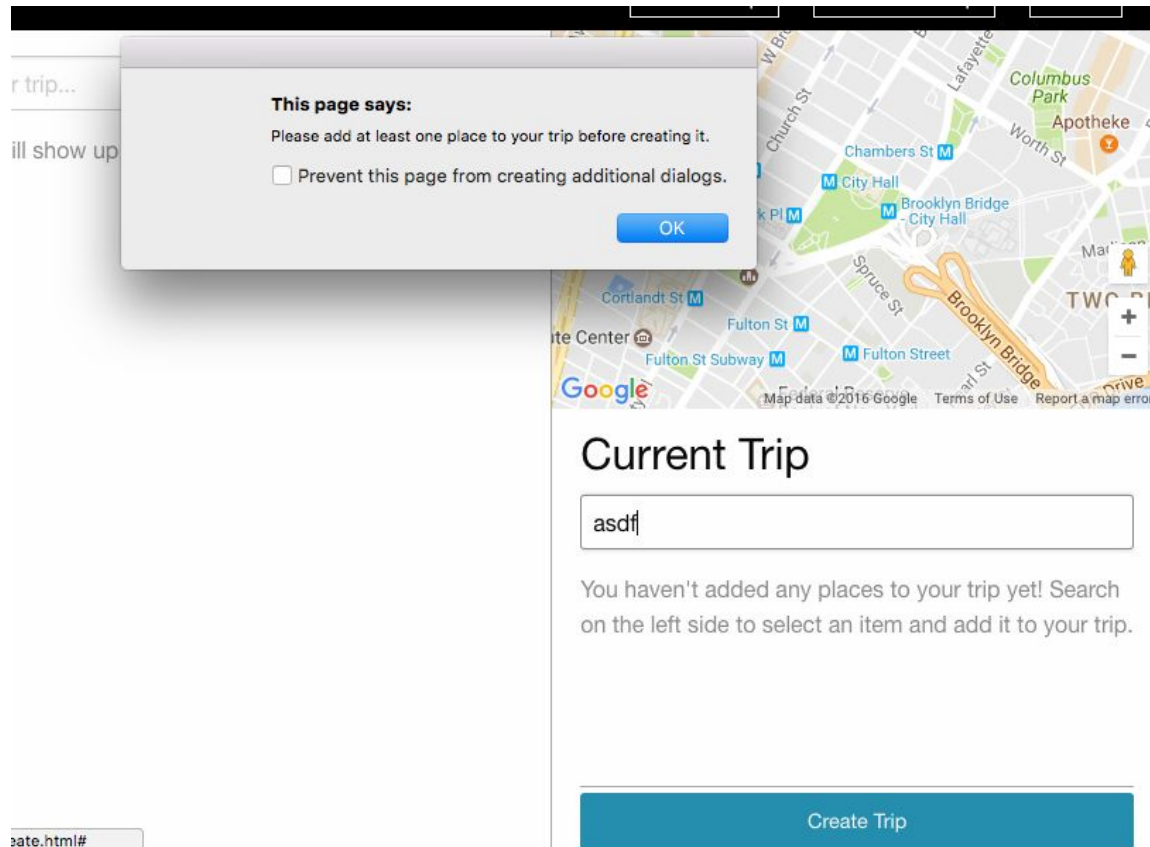 r trip...
ill show up
This page says:
Please add at least one place to your trip before creating it.
Prevent this page from creating additional dialogs.
OK
W Bro
Church St
Lafayette
Columbus
Park
Apotheke
Worth St
Chambers St M
M City Hall
Brooklyn Bridge
- City Hall
k Pl M
Spruce St
Cortlandt St M
Brooklyn Bridge
Fulton St M
ite Center
Fulton St Subway M
M Fulton Street
+
−
Google
Map data ©2016 Google Terms of Use Report a map erro
Current Trip
asdf
You haven't added any places to your trip yet! Search
on the left side to select an item and add it to your trip.
Create Trip
eate.html#